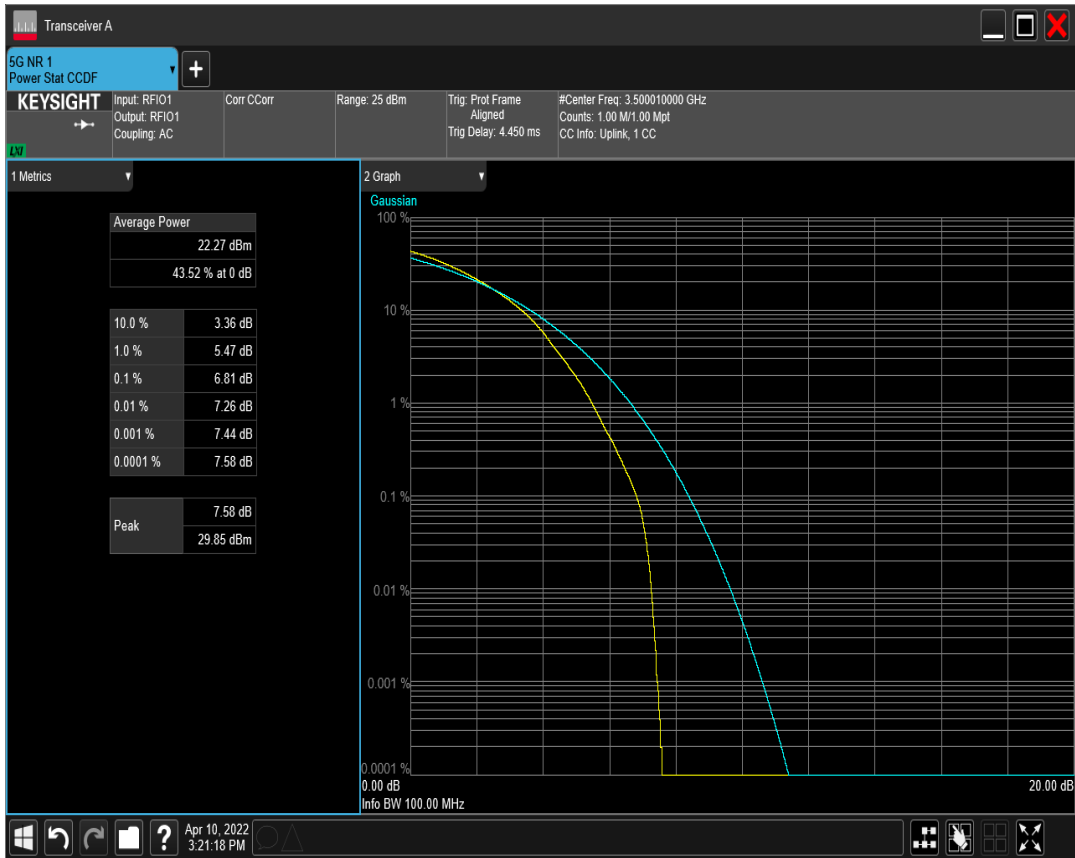 Transceiver A
5G NR 1
Power Stat CCDF
+
KEYSIGHT
LXI
Input: RFIO1
Output: RFIO1
Coupling: AC
Corr CCorr
Range: 25 dBm
Trig: Prot Frame
Aligned
Trig Delay: 4.450 ms
#Center Freq: 3.500010000 GHz
Counts: 1.00 M/1.00 Mpt
CC Info: Uplink, 1 CC
1 Metrics
Average Power
22.27 dBm
43.52 % at 0 dB
10.0 % 3.36 dB
1.0 % 5.47 dB
0.1 % 6.81 dB
0.01 % 7.26 dB
0.001 % 7.44 dB
0.0001 % 7.58 dB
Peak 7.58 dB
29.85 dBm
2 Graph
Gaussian
100 %
10 %
1 %
0.1 %
0.01 %
0.001 %
0.0001 %
0.00 dB 20.00 dB
Info BW 100.00 MHz
?
Apr 10, 2022
3:21:18 PM